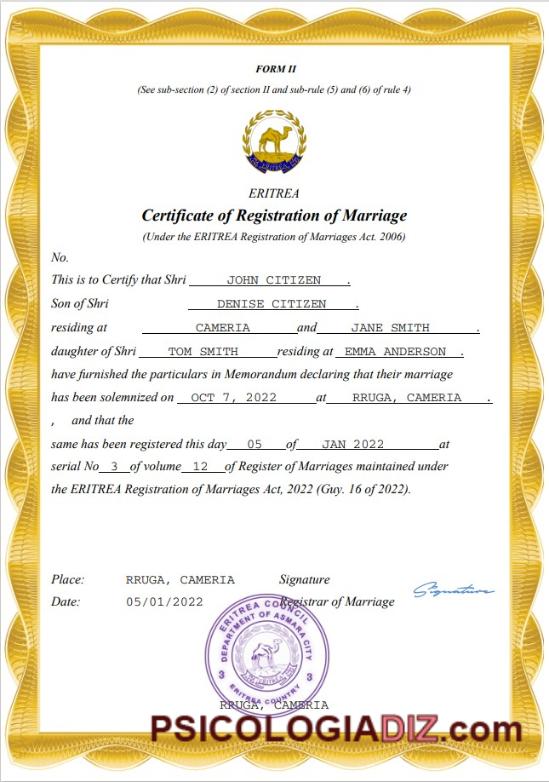 FORM II
(See sub-section (2) of section II and sub-rule (5) and (6) of rule 4)
ERITREA
Certificate of Registration of Marriage
(Under the ERITREA Registration of Marriages Act. 2006)
No.
This is to Certify that Shri JOHN CITIZEN .
Son of Shri DENISE CITIZEN .
residing at CAMERIA and JANE SMITH .
daughter of Shri TOM SMITH residing at EMMA ANDERSON .
have furnished the particulars in Memorandum declaring that their marriage
has been solemnized on OCT 7, 2022 at RRUGA, CAMERIA .
, and that the
same has been registered this day 05 of JAN 2022 at
serial No 3 of volume 12 of Register of Marriages maintained under
the ERITREA Registration of Marriages Act, 2022 (Guy. 16 of 2022).
Place: RRUGA, CAMERIA Signature
Signature
Date: 05/01/2022 Registrar of Marriage
ERITREA COUNCIL
DEPARTMENT OF ASMARA CITY
3 3
ERITREA COUNTRY
RRUGA, CAMERIA
PSICOLOGIADIZ.com